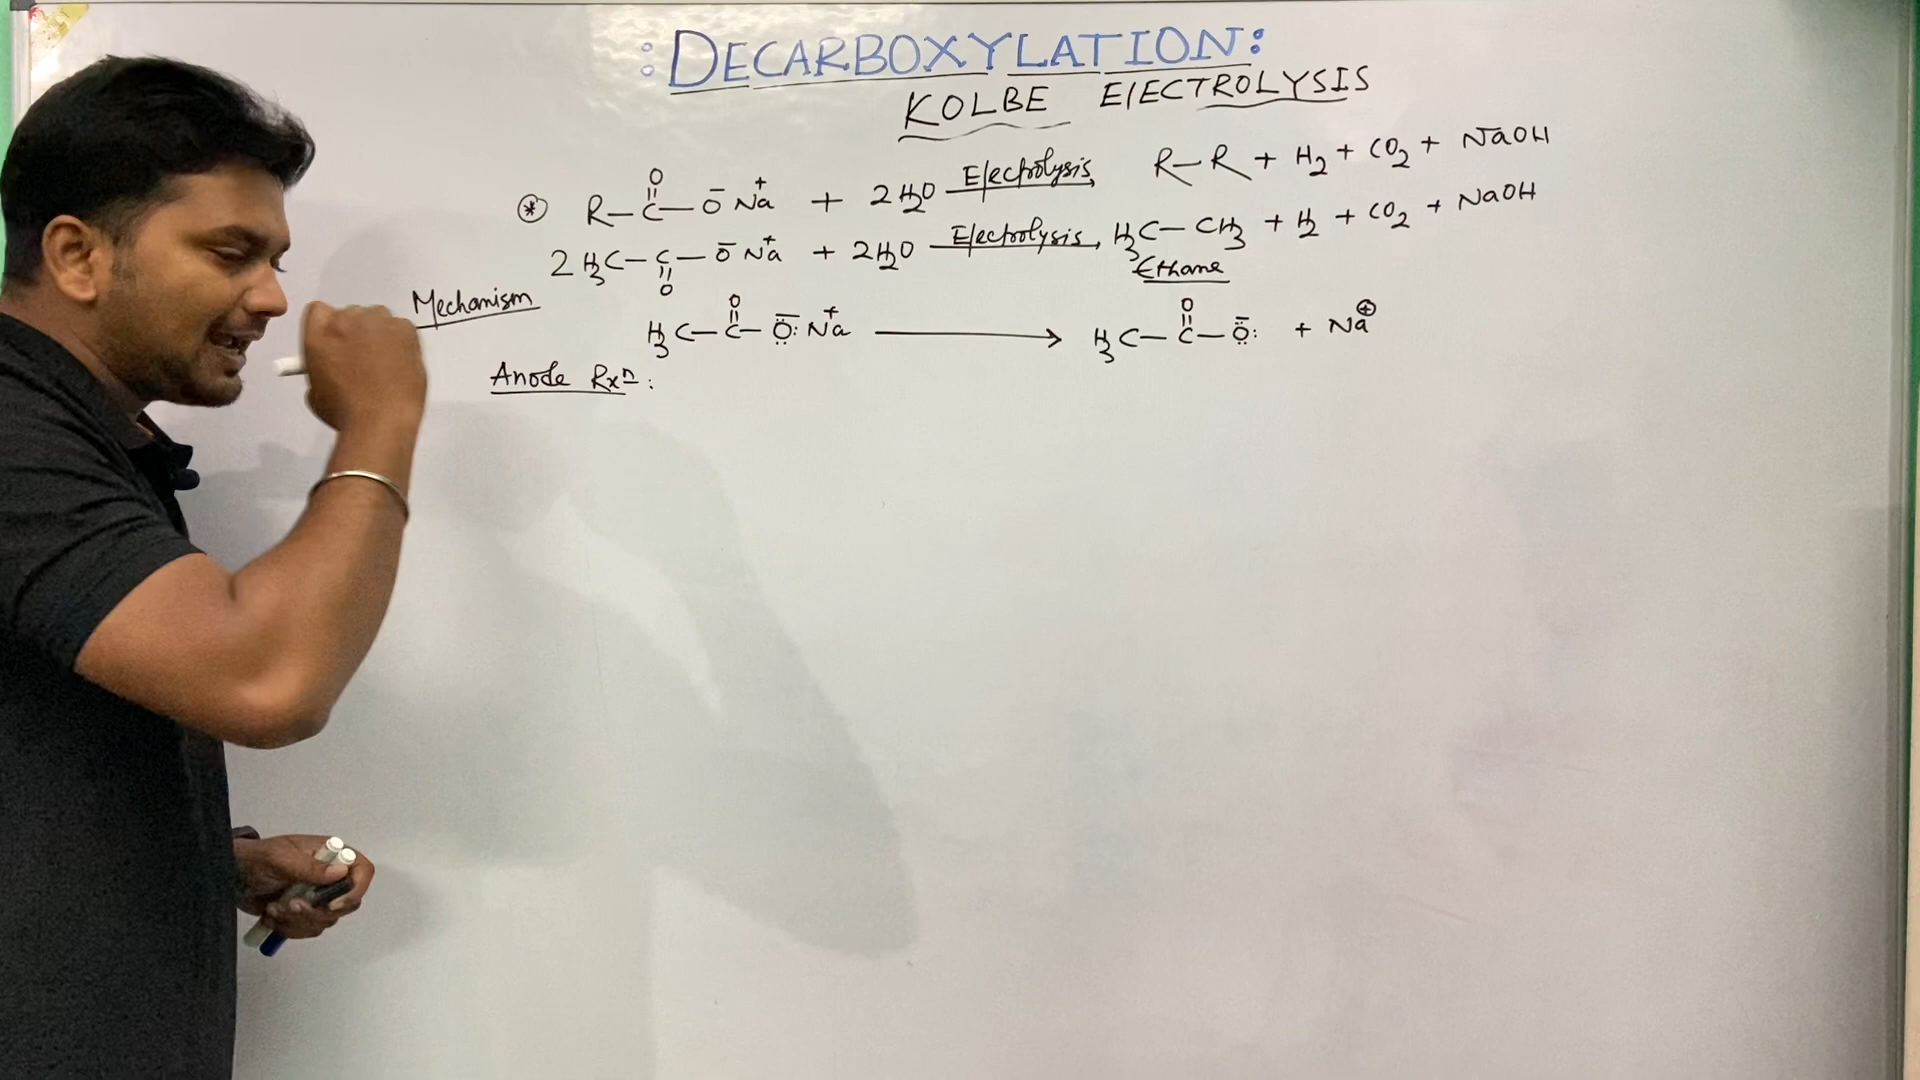 : DECARBOXYLATION:
KOLBE ElECTROLYSIS
* R-C(=O)-O⁻ Na⁺ + 2H₂O Electrolysis R-R + H₂ + CO₂ + NaOH
2 H₃C-C(=O)-O⁻ Na⁺ + 2H₂O Electrolysis H₃C-CH₃ + H₂ + CO₂ + NaOH
Ethane
Mechanism
H₃C-C(=O)-Ö:⁻ Na⁺ ⟶ H₃C-C(=O)-Ö:⁻ + Na⊕
Anode Rxⁿ :